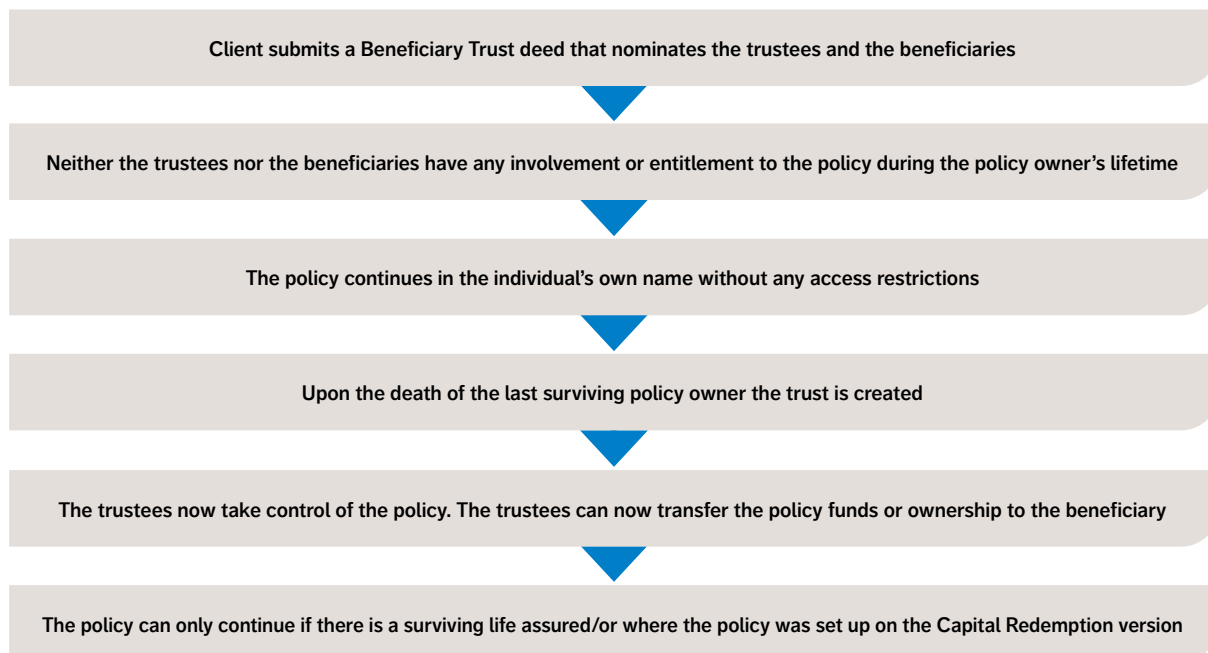 Client submits a Beneficiary Trust deed that nominates the trustees and the beneficiaries
Neither the trustees nor the beneficiaries have any involvement or entitlement to the policy during the policy owner’s lifetime
The policy continues in the individual’s own name without any access restrictions
Upon the death of the last surviving policy owner the trust is created
The trustees now take control of the policy. The trustees can now transfer the policy funds or ownership to the beneficiary
The policy can only continue if there is a surviving life assured/or where the policy was set up on the Capital Redemption version